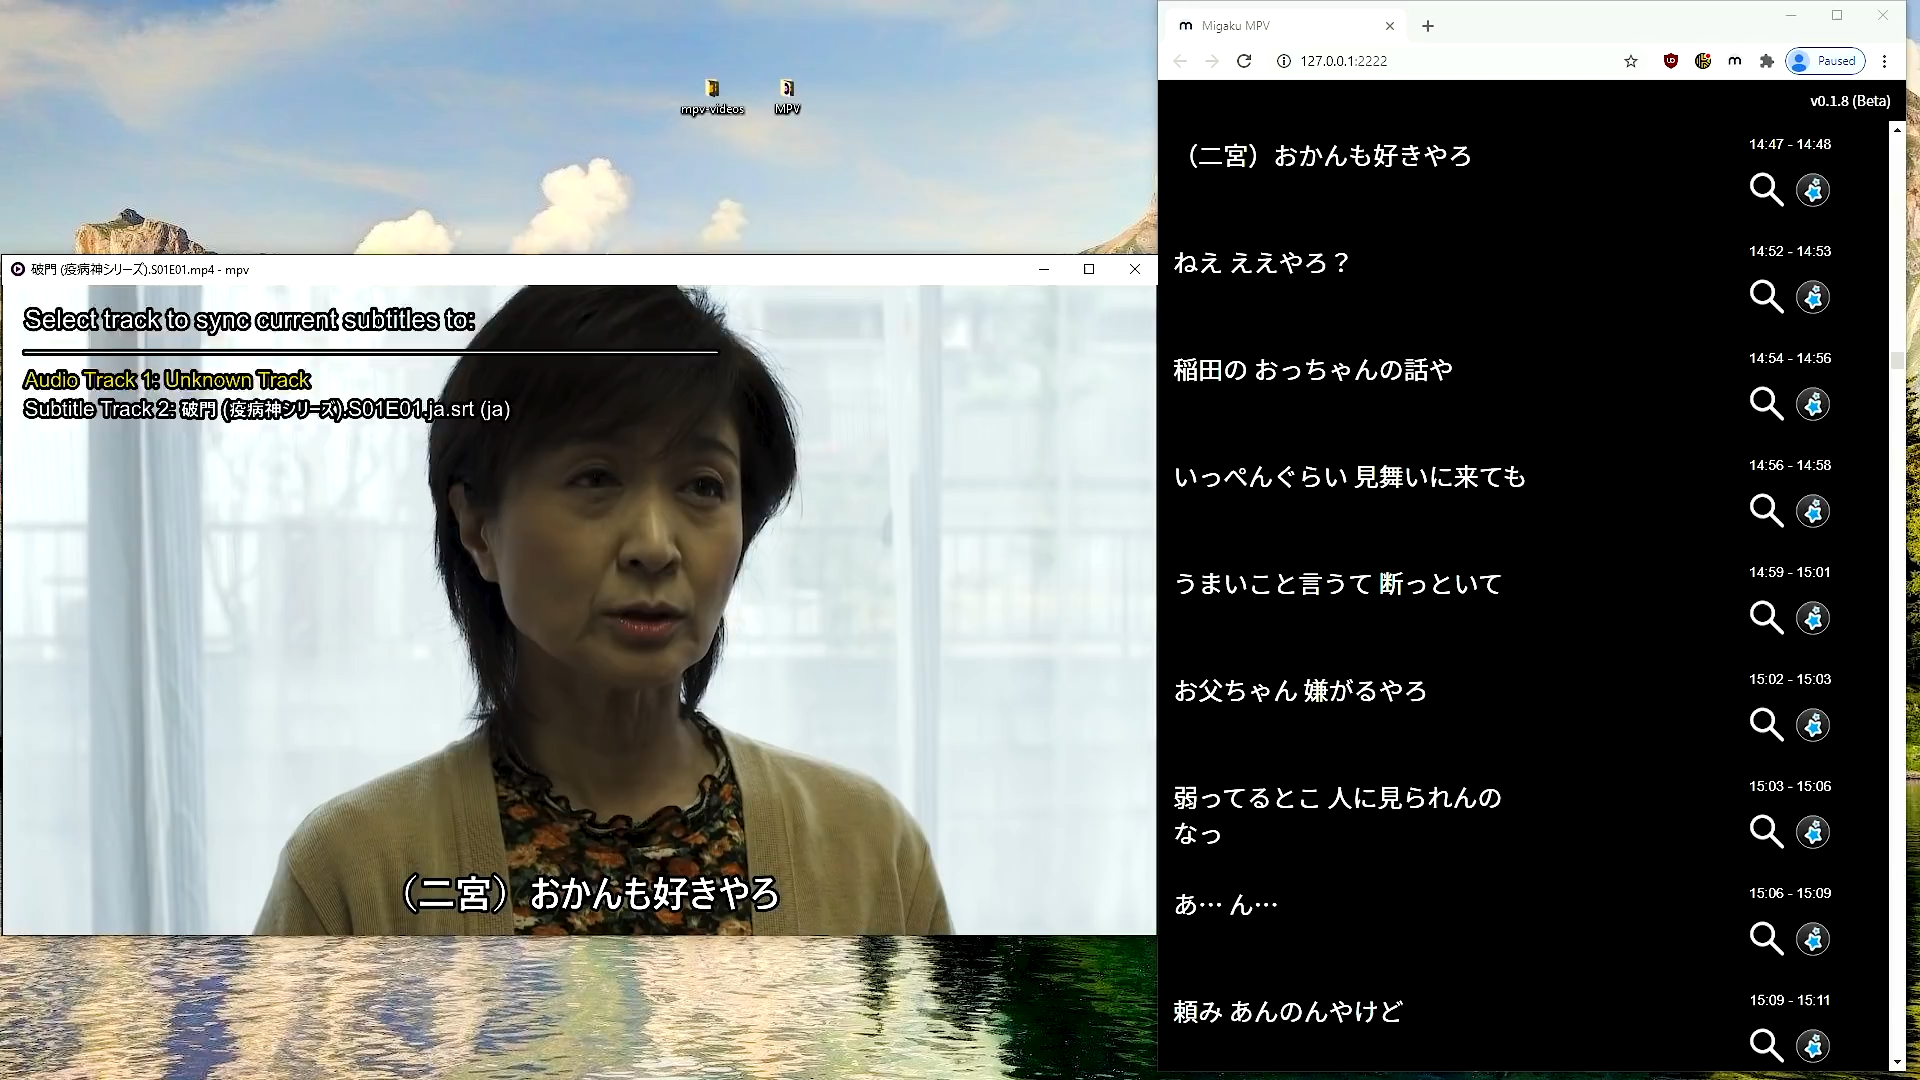 mpv-videos
MPV
破門 (疫病神シリーズ).S01E01.mp4 - mpv
Select track to sync current subtitles to:
Audio Track 1: Unknown Track
Subtitle Track 2: 破門 (疫病神シリーズ).S01E01.ja.srt (ja)
（二宮）おかんも好きやろ
Migaku MPV
127.0.0.1:2222
Paused
v0.1.8 (Beta)
（二宮）おかんも好きやろ
14:47 - 14:48
ねえ ええやろ？
14:52 - 14:53
稲田の おっちゃんの話や
14:54 - 14:56
いっぺんぐらい 見舞いに来ても
14:56 - 14:58
うまいこと言うて 断っといて
14:59 - 15:01
お父ちゃん 嫌がるやろ
15:02 - 15:03
弱ってるとこ 人に見られんの
なっ
15:03 - 15:06
あ… ん…
15:06 - 15:09
頼み あんのんやけど
15:09 - 15:11